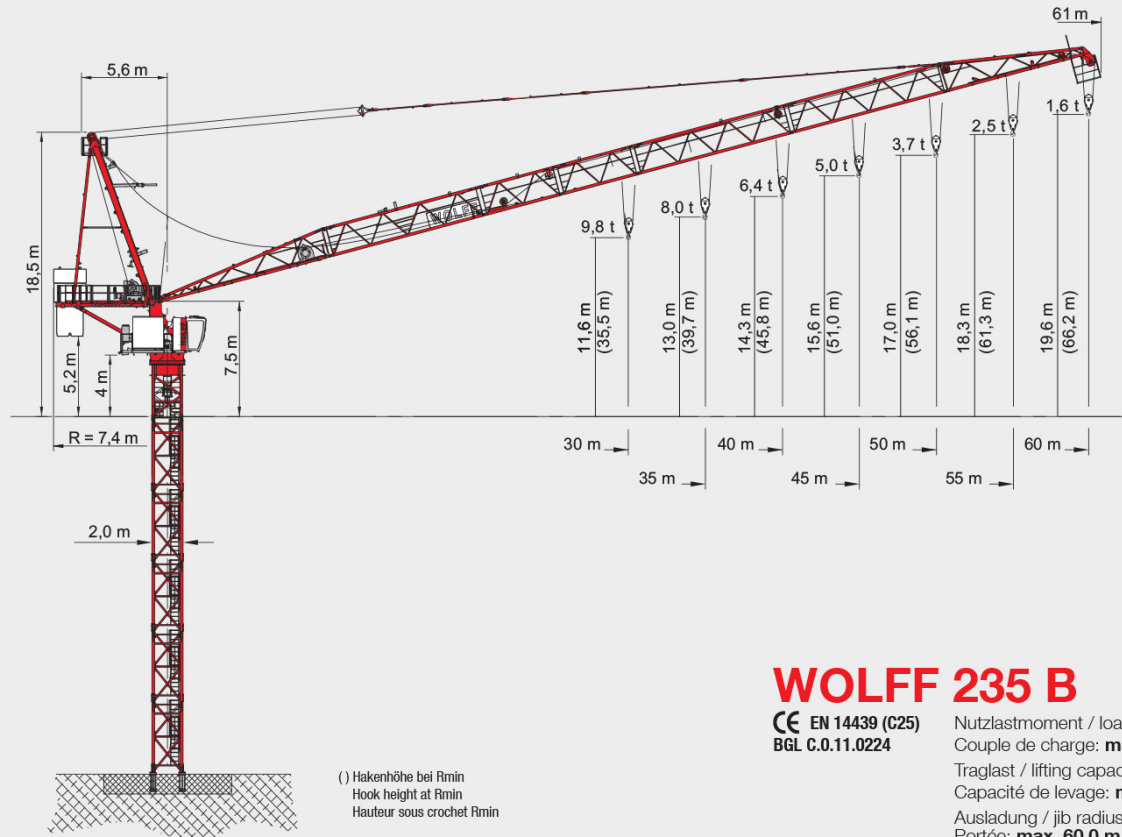 61 m
5,6 m
1,6 t
2,5 t
3,7 t
5,0 t
6,4 t
8,0 t
9,8 t
WOLFF
18,5 m
5,2 m
4 m
7,5 m
11,6 m
(35,5 m)
13,0 m
(39,7 m)
14,3 m
(45,8 m)
15,6 m
(51,0 m)
17,0 m
(56,1 m)
18,3 m
(61,3 m)
19,6 m
(66,2 m)
R = 7,4 m
30 m
40 m
50 m
60 m
35 m
45 m
55 m
2,0 m
WOLFF 235 B
CE EN 14439 (C25)
BGL C.0.11.0224
Nutzlastmoment / loa
Couple de charge: ma
Traglast / lifting capac
Capacité de levage: m
Ausladung / jib radius
Portée: max. 60,0 m
( ) Hakenhöhe bei Rmin
Hook height at Rmin
Hauteur sous crochet Rmin